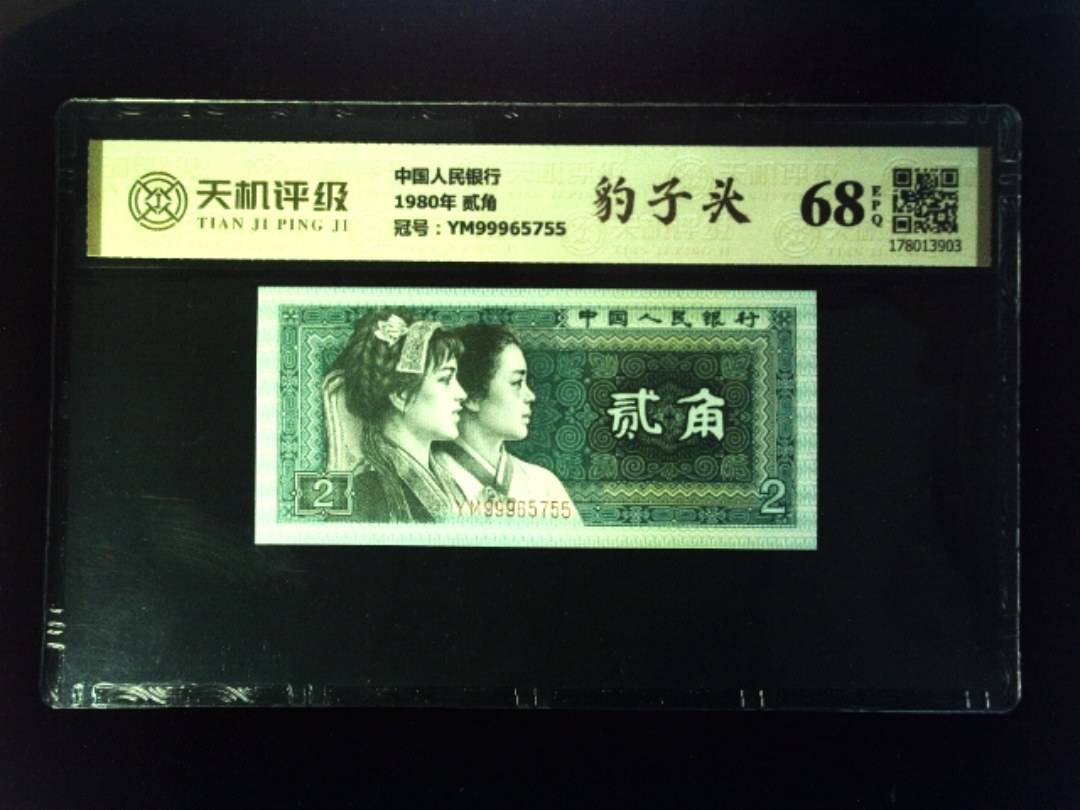 天机评级
TIAN JI PING JI
中国人民银行
1980年 贰角
冠号：YM99965755
豹子头
68
EPQ
178013903
中国人民银行
贰角
2
YM99965755
2